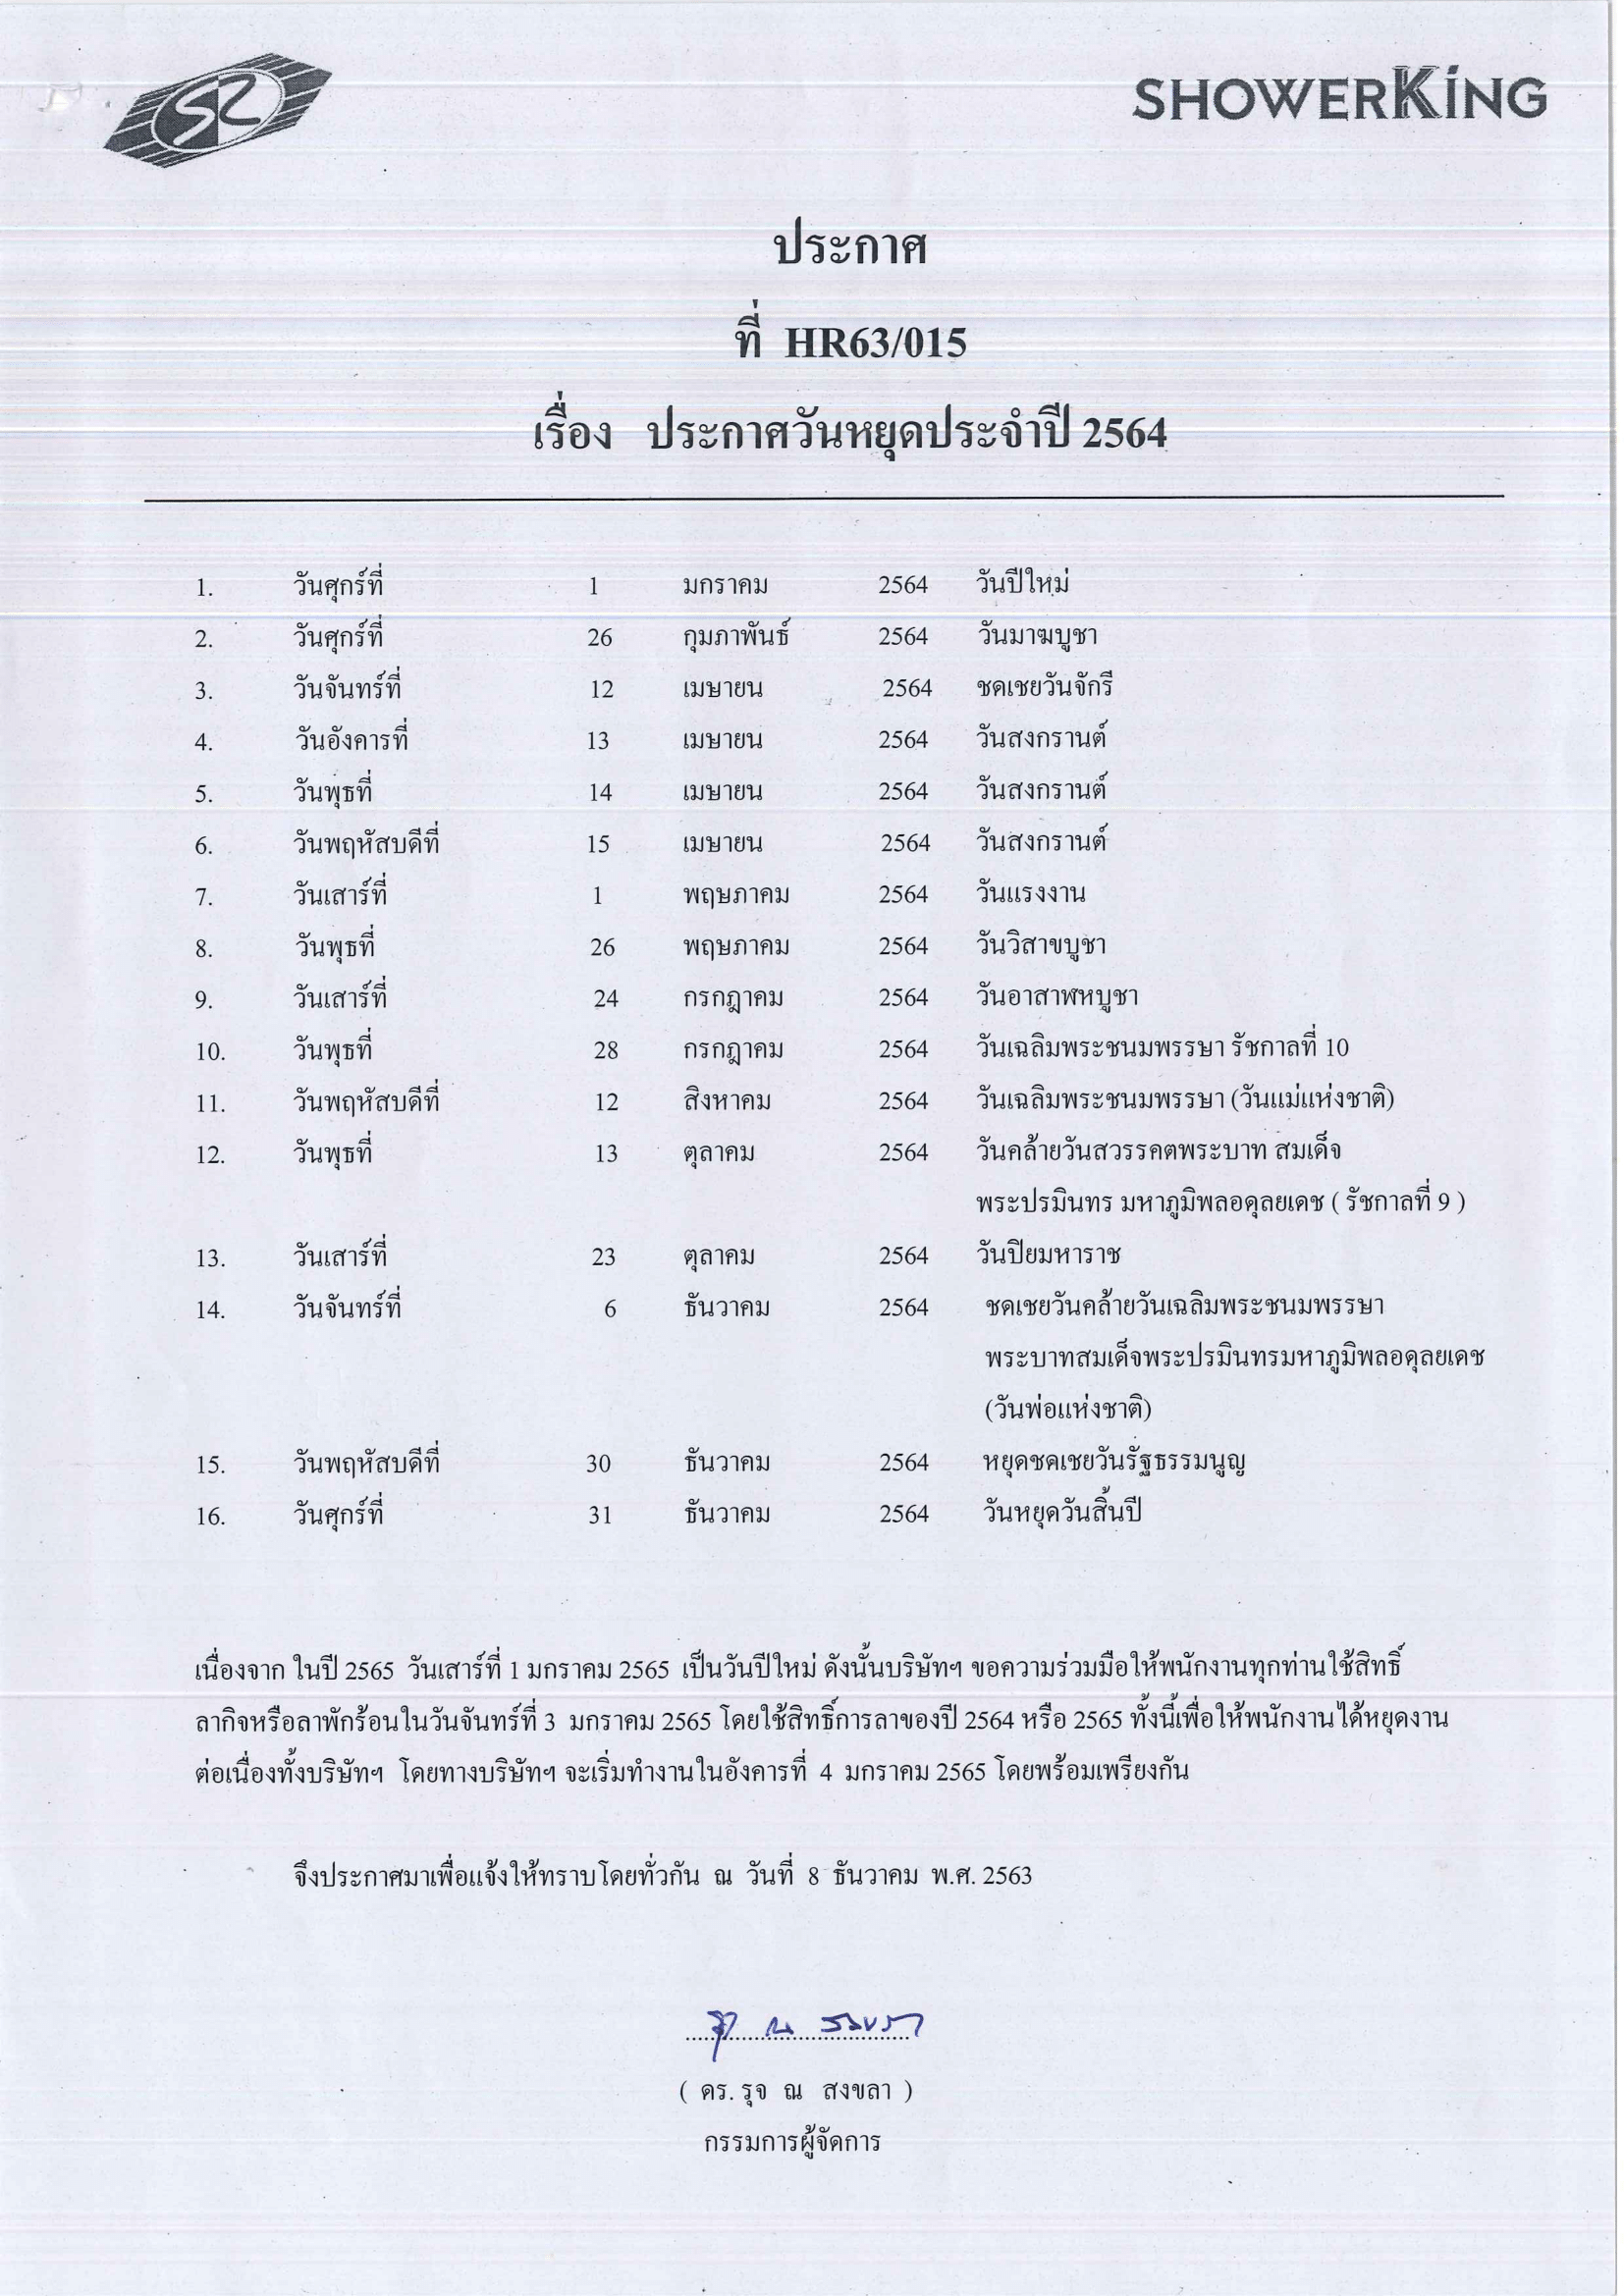 SR
SHOWERKING
ประกาศ
ที่ HR63/015
เรื่อง ประกาศวันหยุดประจำปี 2564
1. วันศุกร์ที่ 1 มกราคม 2564 วันปีใหม่
2. วันศุกร์ที่ 26 กุมภาพันธ์ 2564 วันมาฆบูชา
3. วันจันทร์ที่ 12 เมษายน 2564 ชดเชยวันจักรี
4. วันอังคารที่ 13 เมษายน 2564 วันสงกรานต์
5. วันพุธที่ 14 เมษายน 2564 วันสงกรานต์
6. วันพฤหัสบดีที่ 15 เมษายน 2564 วันสงกรานต์
7. วันเสาร์ที่ 1 พฤษภาคม 2564 วันแรงงาน
8. วันพุธที่ 26 พฤษภาคม 2564 วันวิสาขบูชา
9. วันเสาร์ที่ 24 กรกฎาคม 2564 วันอาสาฬหบูชา
10. วันพุธที่ 28 กรกฎาคม 2564 วันเฉลิมพระชนมพรรษา รัชกาลที่ 10
11. วันพฤหัสบดีที่ 12 สิงหาคม 2564 วันเฉลิมพระชนมพรรษา (วันแม่แห่งชาติ)
12. วันพุธที่ 13 ตุลาคม 2564 วันคล้ายวันสวรรคตพระบาท สมเด็จ
พระปรมินทร มหาภูมิพลอดุลยเดช ( รัชกาลที่ 9 )
13. วันเสาร์ที่ 23 ตุลาคม 2564 วันปิยมหาราช
14. วันจันทร์ที่ 6 ธันวาคม 2564 ชดเชยวันคล้ายวันเฉลิมพระชนมพรรษา
พระบาทสมเด็จพระปรมินทรมหาภูมิพลอดุลยเดช
(วันพ่อแห่งชาติ)
15. วันพฤหัสบดีที่ 30 ธันวาคม 2564 หยุดชดเชยวันรัฐธรรมนูญ
16. วันศุกร์ที่ 31 ธันวาคม 2564 วันหยุดวันสิ้นปี
เนื่องจาก ในปี 2565 วันเสาร์ที่ 1 มกราคม 2565 เป็นวันปีใหม่ ดังนั้นบริษัทฯ ขอความร่วมมือให้พนักงานทุกท่านใช้สิทธิ์
ลากิจหรือลาพักร้อนในวันจันทร์ที่ 3 มกราคม 2565 โดยใช้สิทธิ์การลาของปี 2564 หรือ 2565 ทั้งนี้เพื่อให้พนักงานได้หยุดงาน
ต่อเนื่องทั้งบริษัทฯ โดยทางบริษัทฯ จะเริ่มทำงานในอังคารที่ 4 มกราคม 2565 โดยพร้อมเพรียงกัน
จึงประกาศมาเพื่อแจ้งให้ทราบโดยทั่วกัน ณ วันที่ 8 ธันวาคม พ.ศ. 2563
( ดร. รุจ ณ สงขลา )
กรรมการผู้จัดการ